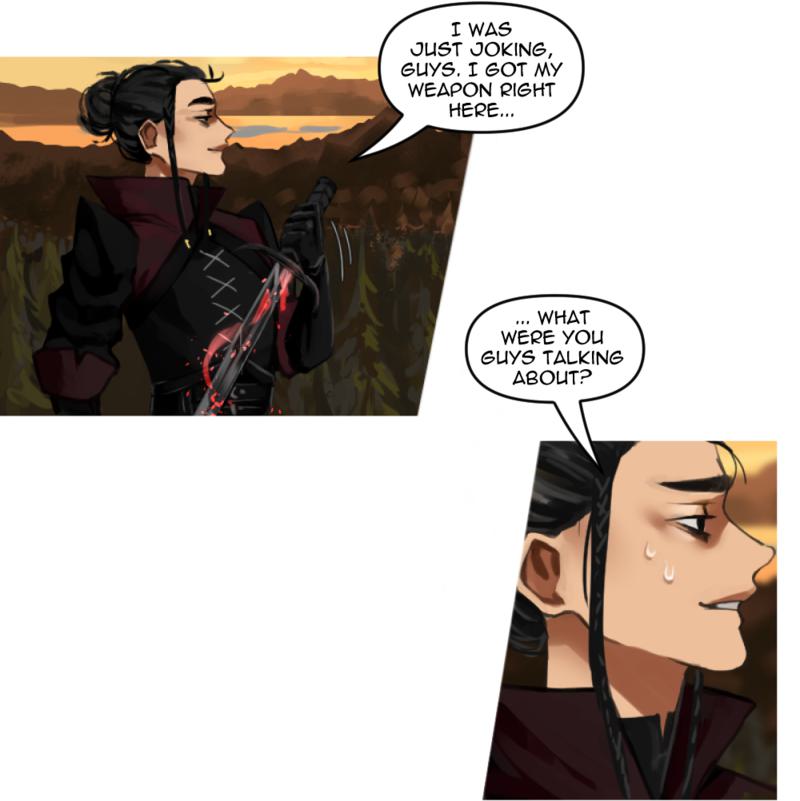 I WAS
JUST JOKING,
GUYS. I GOT MY
WEAPON RIGHT
HERE...
... WHAT
WERE YOU
GUYS TALKING
ABOUT?